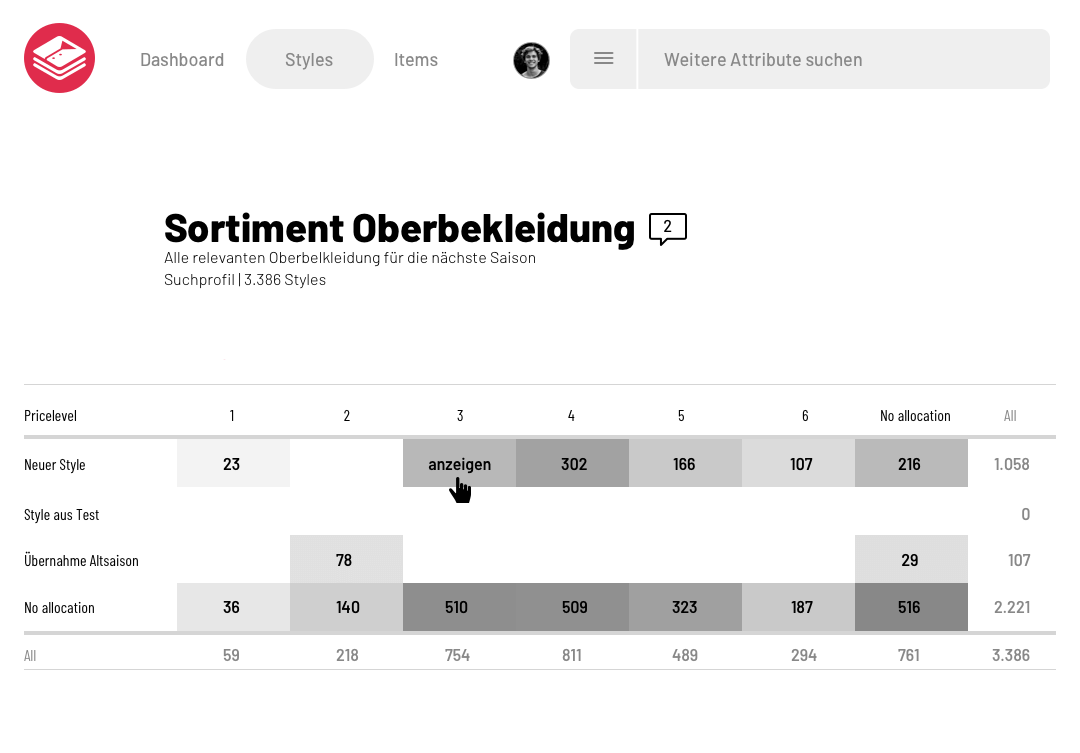 Dashboard Styles Items Weitere Attribute suchen
Sortiment Oberbekleidung 2
Alle relevanten Oberbelkleidung für die nächste Saison
Suchprofil | 3.386 Styles
Pricelevel 1 2 3 4 5 6 No allocation All
Neuer Style 23 anzeigen 302 166 107 216 1.058
Style aus Test 0
Übernahme Altsaison 78 29 107
No allocation 36 140 510 509 323 187 516 2.221
All 59 218 754 811 489 294 761 3.386